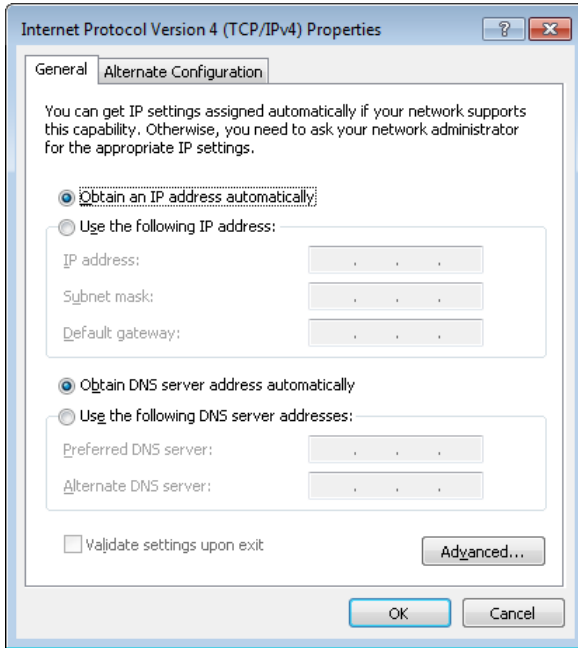 Internet Protocol Version 4 (TCP/IPv4) Properties
General
Alternate Configuration
You can get IP settings assigned automatically if your network supports
this capability. Otherwise, you need to ask your network administrator
for the appropriate IP settings.
Obtain an IP address automatically
Use the following IP address:
IP address:
Subnet mask:
Default gateway:
Obtain DNS server address automatically
Use the following DNS server addresses:
Preferred DNS server:
Alternate DNS server:
Validate settings upon exit
Advanced...
OK
Cancel